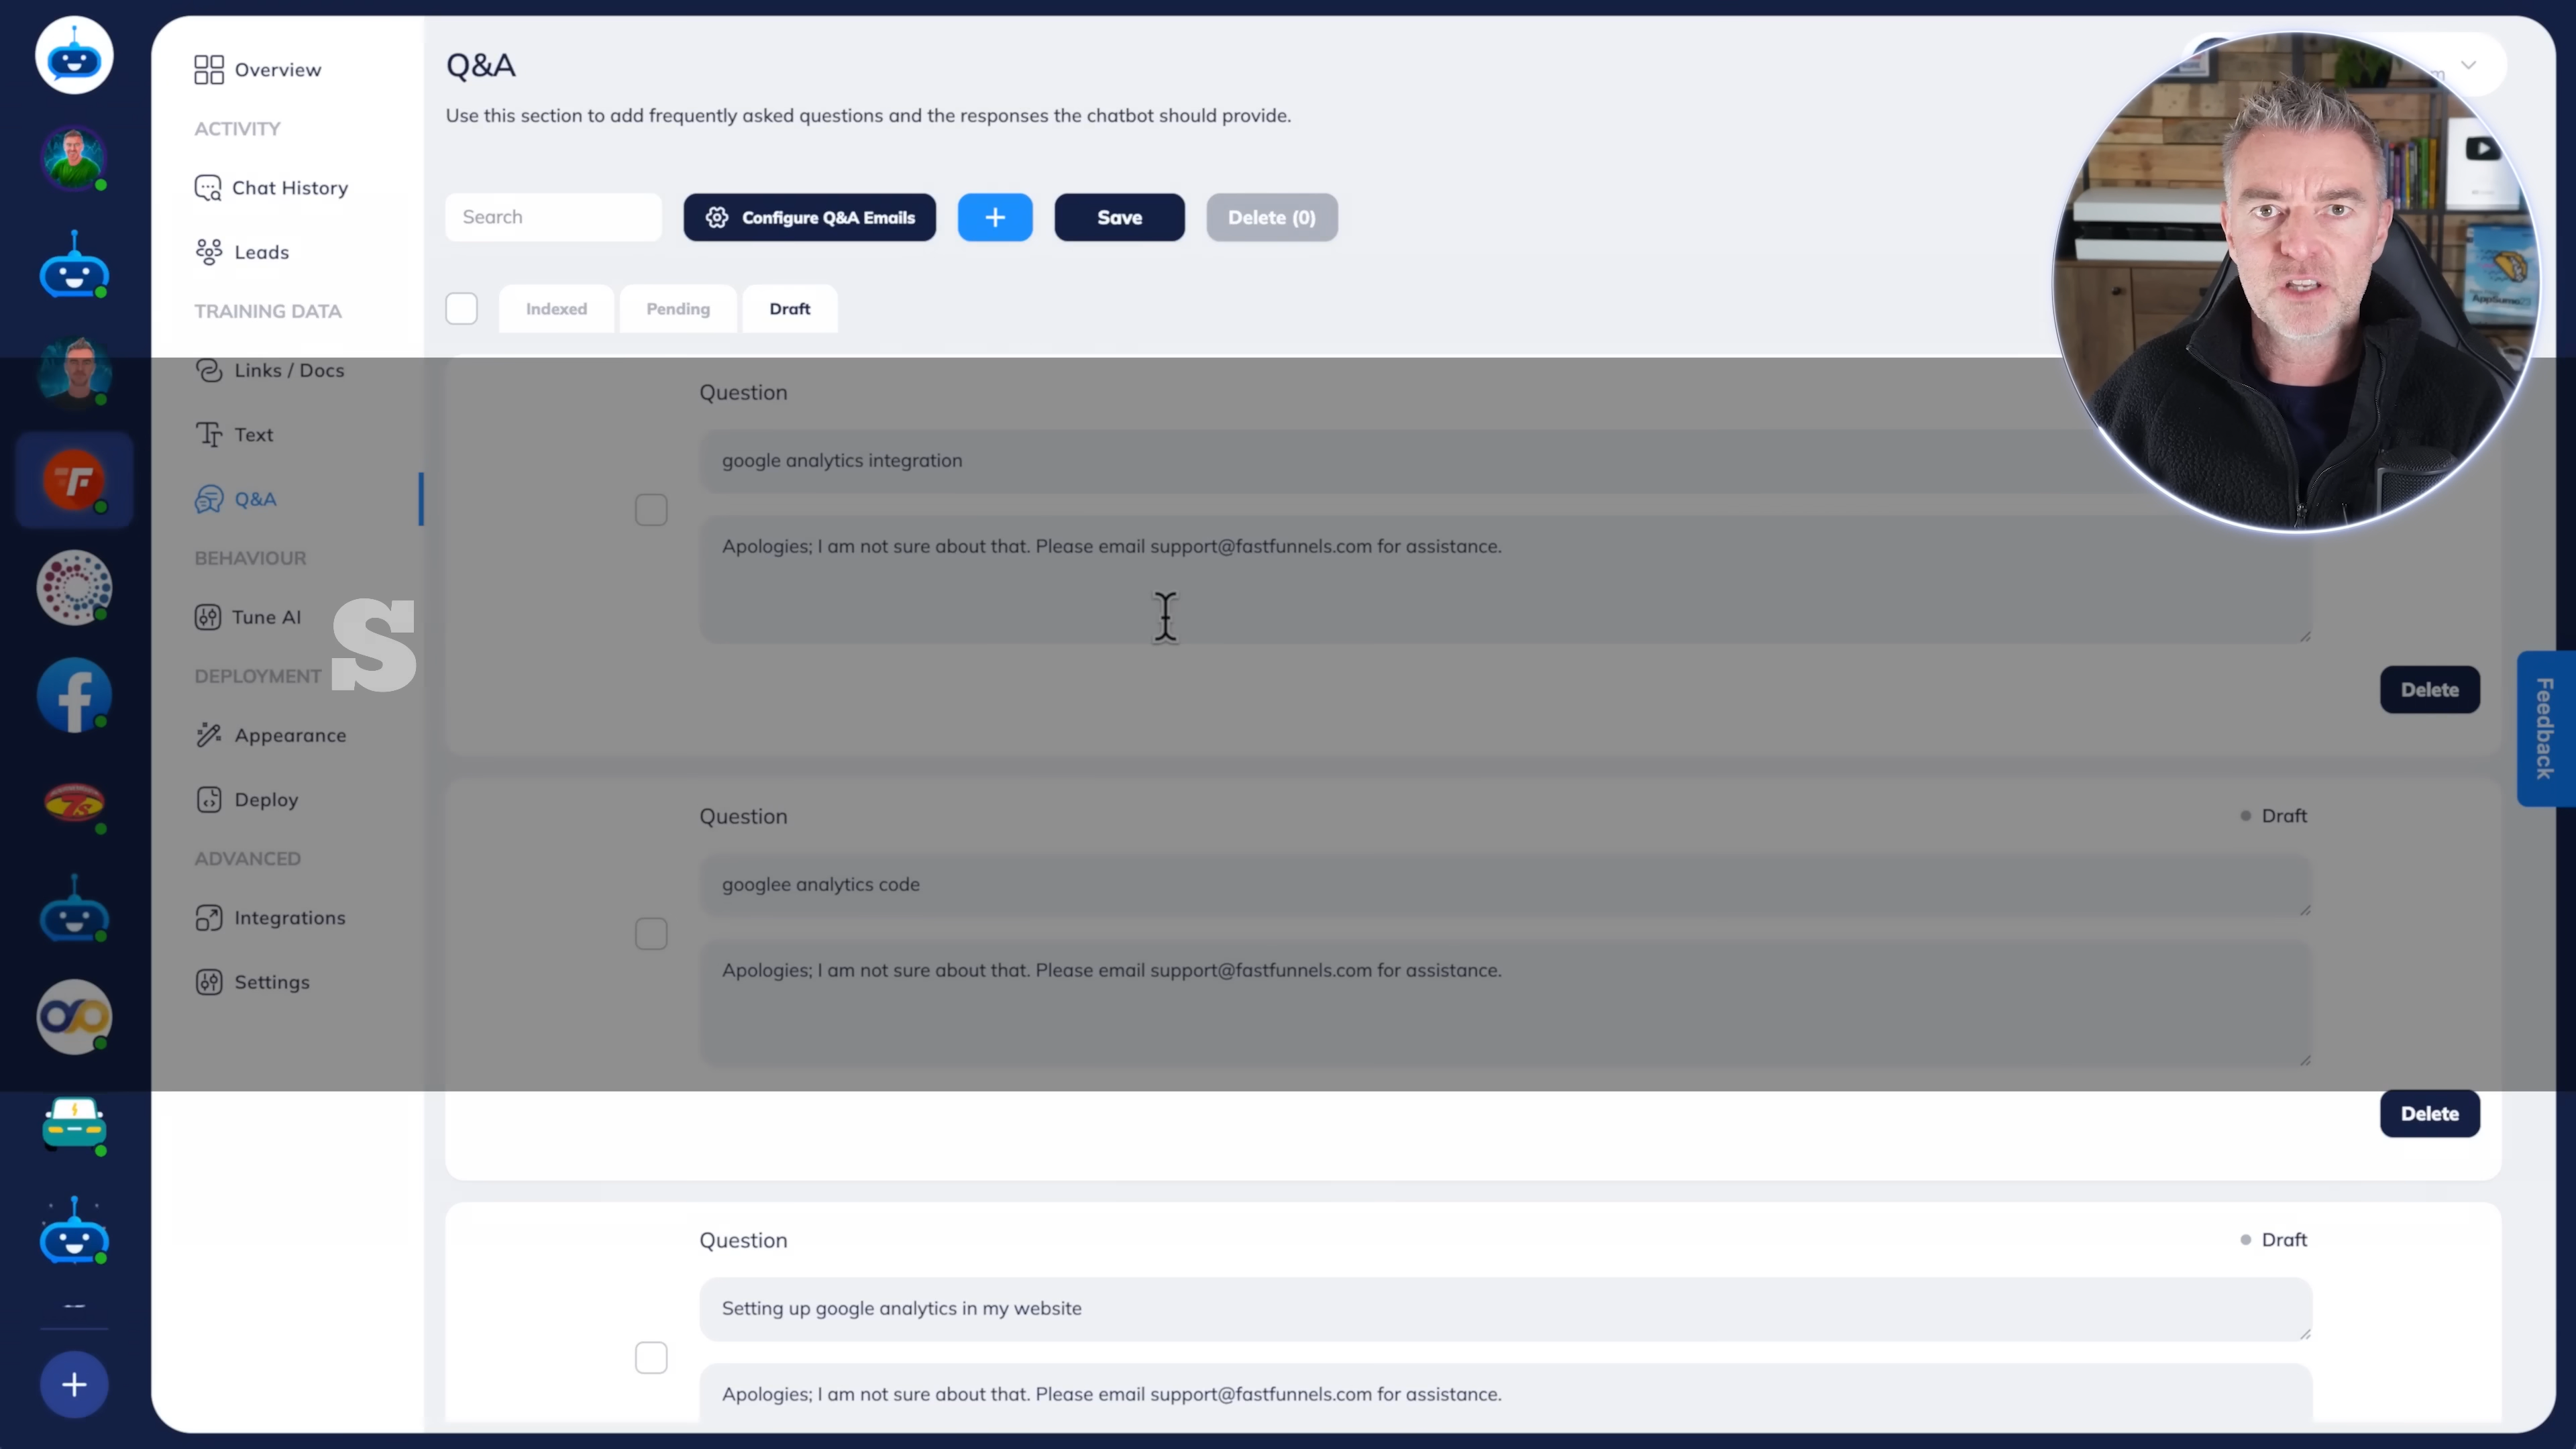 Overview
ACTIVITY
Chat History
Leads
TRAINING DATA
Links / Docs
Text
Q&A
BEHAVIOUR
Tune AI
DEPLOYMENT
Appearance
Deploy
ADVANCED
Integrations
Settings
S
Q&A
Use this section to add frequently asked questions and the responses the chatbot should provide.
Search
Configure Q&A Emails
+
Save
Delete (0)
Indexed
Pending
Draft
Question
google analytics integration
Apologies; I am not sure about that. Please email support@fastfunnels.com for assistance.
Delete
Question
Draft
googlee analytics code
Apologies; I am not sure about that. Please email support@fastfunnels.com for assistance.
Delete
Question
Draft
Setting up google analytics in my website
Apologies; I am not sure about that. Please email support@fastfunnels.com for assistance.
Feedback
m
F
f
7s
+
AppSumo